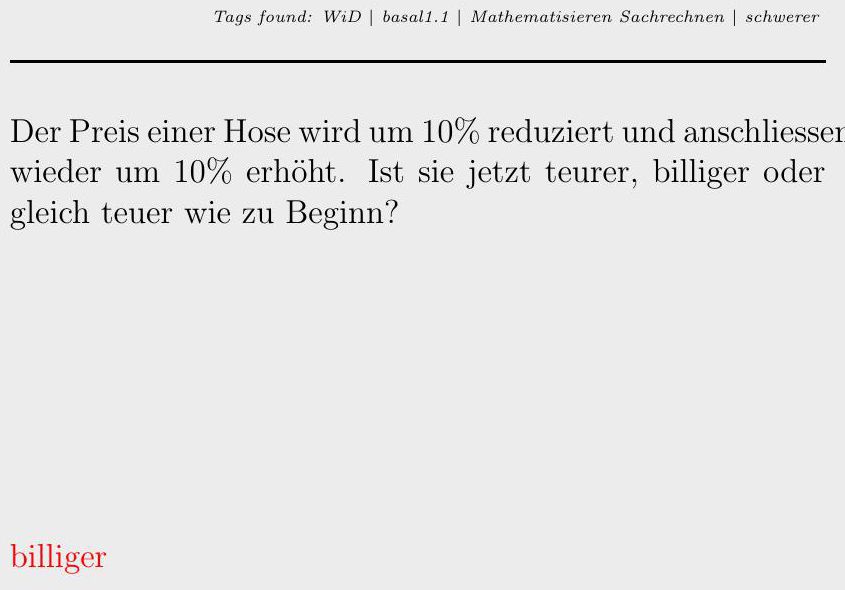 Tags found: WiD | basal1.1 | Mathematisieren Sachrechnen | schwerer
Der Preis einer Hose wird um 10% reduziert und anschliessen
wieder um 10% erhöht. Ist sie jetzt teurer, billiger oder
gleich teuer wie zu Beginn?
billiger